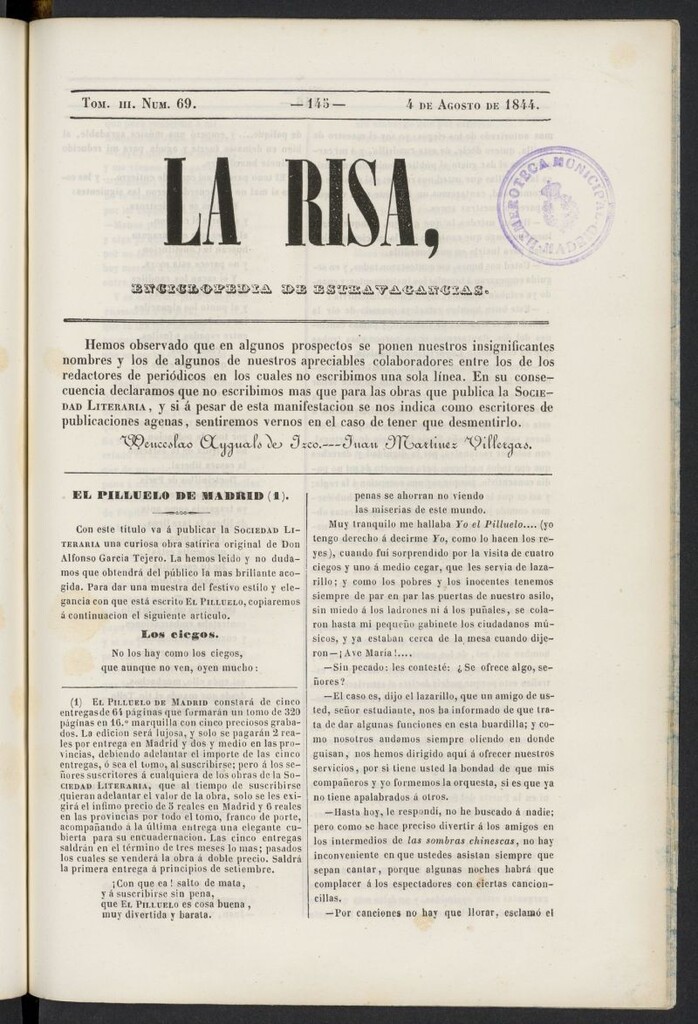 Tom. III. Num. 69. —145— 4 de Agosto de 1844.
LA RISA,
ENCICLOPEDIA DE ESTRAVAGANCIAS.
HEMEROTECA MUNICIPAL
MADRID
Hemos observado que en algunos prospectos se ponen nuestros insignificantes
nombres y los de algunos de nuestros apreciables colaboradores entre los de los
redactores de periódicos en los cuales no escribimos una sola línea. En su conse-
cuencia declaramos que no escribimos mas que para las obras que publica la Socie-
dad Literaria, y si á pesar de esta manifestacion se nos indica como escritores de
publicaciones agenas, sentiremos vernos en el caso de tener que desmentirlo.
Wenceslao Ayguals de Izco.---Juan Martinez Villergas.
EL PILLUELO DE MADRID (1).
Con este título va á publicar la Sociedad Li-
teraria una curiosa obra satírica original de Don
Alfonso García Tejero. La hemos leido y no duda-
mos que obtendrá del público la mas brillante aco-
gida. Para dar una muestra del festivo estilo y ele-
gancia con que está escrito El Pilluelo, copiaremos
á continuacion el siguiente artículo.
Los ciegos.
No los hay como los ciegos,
que aunque no ven, oyen mucho:
(1) El Pilluelo de Madrid constará de cinco
entregas de 64 páginas que formarán un tomo de 320
páginas en 16.º marquilla con cinco preciosos graba-
dos. La edicion será lujosa, y solo se pagarán 2 rea-
les por entrega en Madrid y dos y medio en las pro-
vincias, debiendo adelantar el importe de las cinco
entregas, ó sea el tomo, al suscribirse; pero á los se-
ñores suscritores á cualquiera de las obras de la So-
ciedad Literaria, que al tiempo de suscribirse
quieran adelantar el valor de la obra, solo se les exi-
girá el ínfimo precio de 5 reales en Madrid y 6 reales
en las provincias por todo el tomo, franco de porte,
acompañando á la última entrega una elegante cu-
bierta para su encuadernacion. Las cinco entregas
saldrán en el término de tres meses lo mas; pasados
los cuales se venderá la obra á doble precio. Saldrá
la primera entrega á principios de setiembre.
¡Con que ea! salto de mata,
y á suscribirse sin pena,
que El Pilluelo es cosa buena,
muy divertida y barata.
penas se ahorran no viendo
las miserias de este mundo.
Muy tranquilo me hallaba Yo el Pilluelo.... (yo
tengo derecho á decirme Yo, como lo hacen los re-
yes), cuando fuí sorprendido por la visita de cuatro
ciegos y uno á medio cegar, que les servia de laza-
rillo; y como los pobres y los inocentes tenemos
siempre de par en par las puertas de nuestro asilo,
sin miedo á los ladrones ni á los puñales, se cola-
ron hasta mi pequeño gabinete los ciudadanos mú-
sicos, y ya estaban cerca de la mesa cuando dije-
ron—¡Ave Maria!....
—Sin pecado: les contesté: ¿Se ofrece algo, se-
ñores?
—El caso es, dijo el lazarillo, que un amigo de us-
ted, señor estudiante, nos ha informado de que tra-
ta de dar algunas funciones en esta buardilla; y co-
mo nosotros andamos siempre oliendo en donde
guisan, nos hemos dirigido aquí á ofrecer nuestros
servicios, por si tiene usted la bondad de que mis
compañeros y yo formemos la orquesta, si es que ya
no tiene apalabrados á otros.
—Hasta hoy, le respondi, no he buscado á nadie;
pero como se hace preciso divertir á los amigos en
los intermedios de las sombras chinescas, no hay
inconveniente en que ustedes asistan siempre que
sepan cantar, porque algunas noches habrá que
complacer á los espectadores con ciertas cancion-
cillas.
—Por canciones no hay que llorar, esclamó el